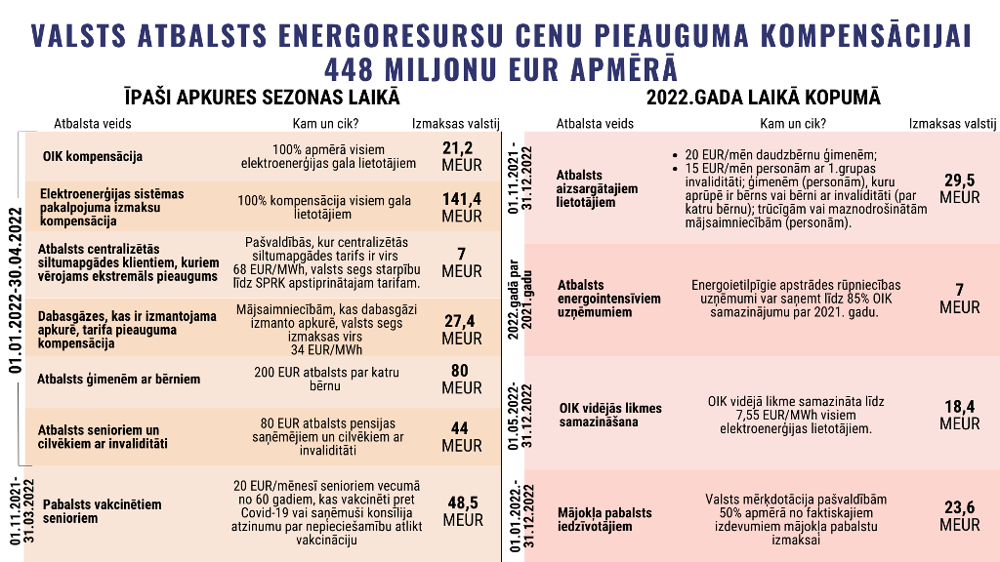 VALSTS ATBALSTS ENERGORESURSU CENU PIEAUGUMA KOMPENSĀCIJAI
448 MILJONU EUR APMĒRĀ
ĪPAŠI APKURES SEZONAS LAIKĀ
Atbalsta veids
Kam un cik?
Izmaksas valstij
01.01.2022-30.04.2022
OIK kompensācija
100% apmērā visiem
elektroenerģijas gala lietotājiem
21,2
MEUR
Elektroenerģijas sistēmas
pakalpojuma izmaksu
kompensācija
100% kompensācija visiem gala
lietotājiem
141,4
MEUR
Atbalsts centralizētās
siltumapgādes klientiem, kuriem
vērojams ekstremāls pieaugums
Pašvaldībās, kur centralizētās
siltumapgādes tarifs ir virs
68 EUR/MWh, valsts segs starpību
līdz SPRK apstiprinātajam tarifam.
7
MEUR
Dabasgāzes, kas ir izmantojama
apkurē, tarifa pieauguma
kompensācija
Mājsaimniecībām, kas dabasgāzi
izmanto apkurē, valsts segs
izmaksas virs
34 EUR/MWh
27,4
MEUR
Atbalsts ģimenēm ar bērniem
200 EUR atbalsts par katru
bērnu
80
MEUR
Atbalsts senioriem un
cilvēkiem ar invaliditāti
80 EUR atbalsts pensijas
saņēmējiem un cilvēkiem ar
invaliditāti
44
MEUR
01.11.2021-
31.03.2022
Pabalsts vakcinētiem
senioriem
20 EUR/mēnesī senioriem vecumā
no 60 gadiem, kas vakcinēti pret
Covid-19 vai saņēmuši konsīlija
atzinumu par nepieciešamību atlikt
vakcināciju
48,5
MEUR
2022.GADA LAIKĀ KOPUMĀ
Atbalsta veids
Kam un cik?
Izmaksas valstij
01.11.2021 -
31.12.2022
Atbalsts
aizsargātajiem
lietotājiem
• 20 EUR/mēn daudzbērnu ģimenēm;
• 15 EUR/mēn personām ar 1.grupas
invaliditāti; ģimenēm (personām), kuru
aprūpē ir bērns vai bērni ar invaliditāti (par
katru bērnu); trūcīgām vai maznodrošinātām
mājsaimniecībām (personām).
29,5
MEUR
2022.gadā par
2021.gadu
Atbalsts
energointensīviem
uzņēmumiem
Energoietilpīgie apstrādes rūpniecības
uzņēmumi var saņemt līdz 85% OIK
samazinājumu par 2021. gadu.
7
MEUR
01.05.2022-
31.12.2022
OIK vidējās likmes
samazināšana
OIK vidējā likme samazināta līdz
7,55 EUR/MWh visiem
elektroenerģijas lietotājiem.
18,4
MEUR
01.01.2022.-
31.12.2022
Mājokļa pabalsts
iedzīvotājiem
Valsts mērķdotācija pašvaldībām
50% apmērā no faktiskajiem
izdevumiem mājokļa pabalstu
izmaksai
23,6
MEUR